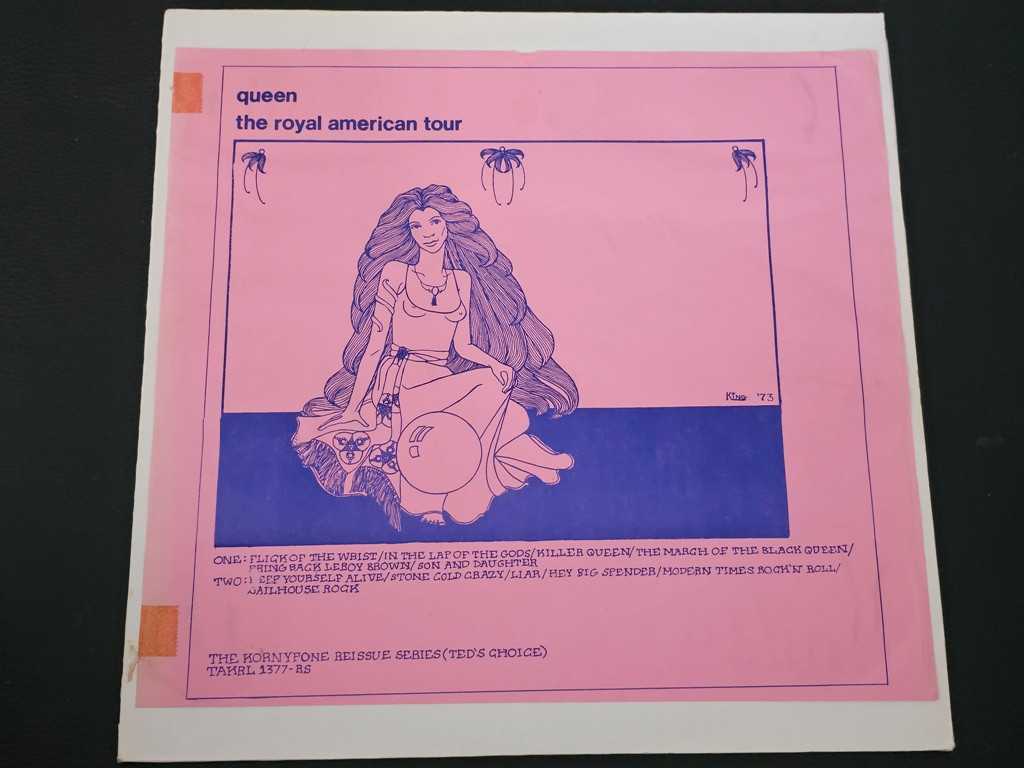 queen
the royal american tour
KING '73
ONE: FLICK OF THE WRIST/IN THE LAP OF THE GODS/KILLER QUEEN/THE MARCH OF THE BLACK QUEEN/
BRING BACK LEROY BROWN/SON AND DAUGHTER
TWO: KEEP YOURSELF ALIVE/STONE COLD CRAZY/LIAR/HEY BIG SPENDER/MODERN TIMES ROCK'N ROLL/
JAILHOUSE ROCK
THE KORNYFONE REISSUE SERIES (TED'S CHOICE)
TAKRL 1377-RS